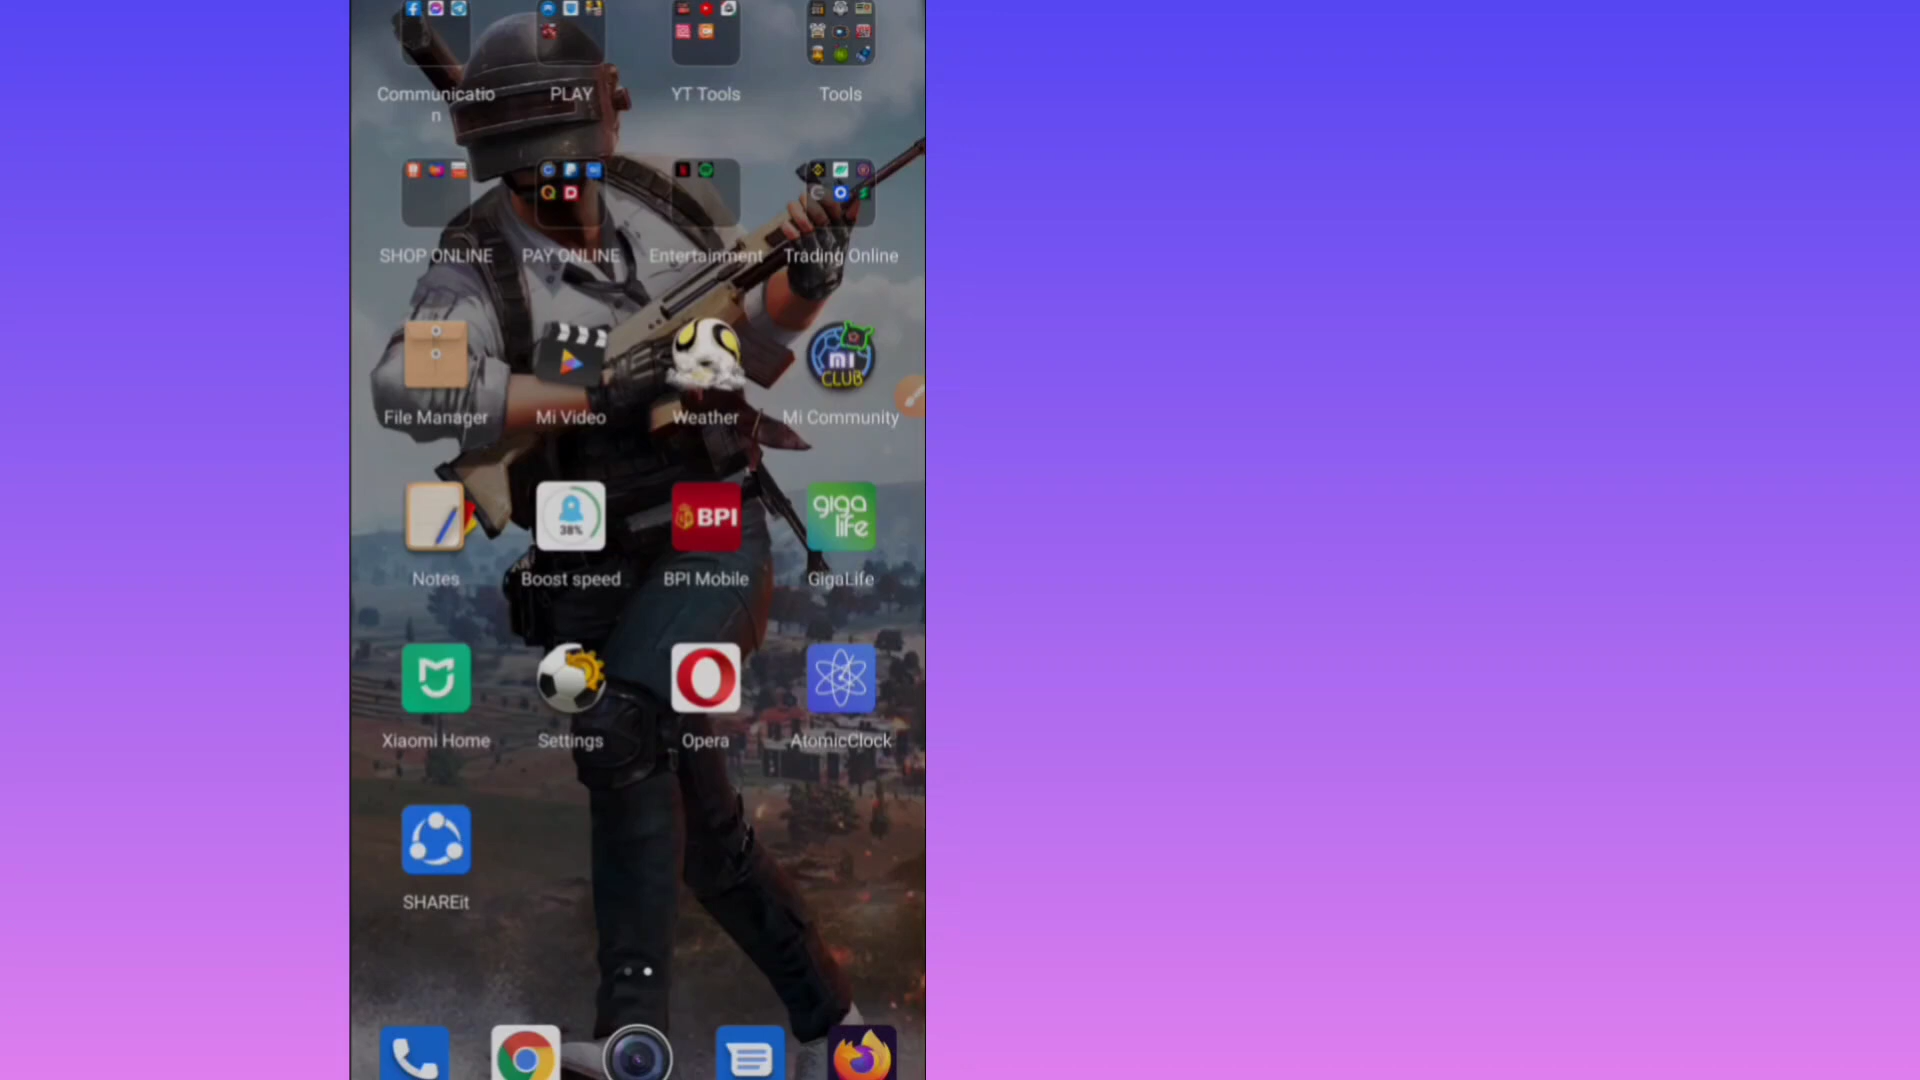 Communicatio
n
PLAY
YT Tools
Tools
SHOP ONLINE
PAY ONLINE
Entertainment
Trading Online
MI
CLUB
File Manager
Mi Video
Weather
Mi Community
38%
BPI
giga
life
Notes
Boost speed
BPI Mobile
GigaLife
Xiaomi Home
Settings
Opera
AtomicClock
SHAREit